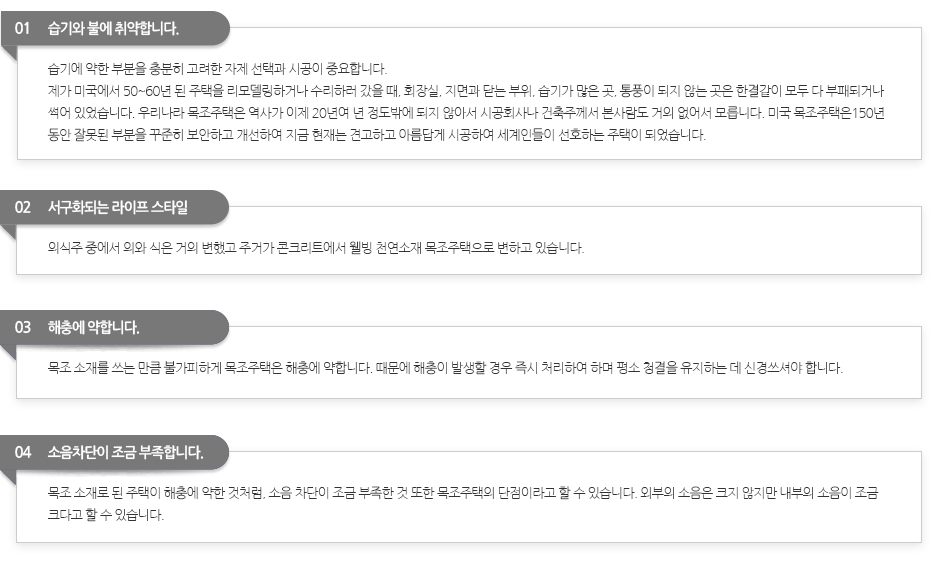 01 습기와 불에 취약합니다.
습기에 약한 부분을 충분히 고려한 자제 선택과 시공이 중요합니다.
제가 미국에서 50~60년 된 주택을 리모델링하거나 수리하러 갔을 때, 회장실, 지면과 닫는 부위, 습기가 많은 곳, 통풍이 되지 않는 곳은 한결같이 모두 다 부패되거나
썩어 있었습니다. 우리나라 목조주택은 역사가 이제 20년여 년 정도밖에 되지 않아서 시공회사나 건축주께서 본사람도 거의 없어서 모릅니다. 미국 목조주택은150년
동안 잘못된 부분을 꾸준히 보안하고 개선하여 지금 현재는 견고하고 아름답게 시공하여 세계인들이 선호하는 주택이 되었습니다.
02 서구화되는 라이프 스타일
의식주 중에서 의와 식은 거의 변했고 주거가 콘크리트에서 웰빙 천연소재 목조주택으로 변하고 있습니다.
03 해충에 약합니다.
목조 소재를 쓰는 만큼 불가피하게 목조주택은 해충에 약합니다. 때문에 해충이 발생할 경우 즉시 처리하여 하며 평소 청결을 유지하는 데 신경쓰셔야 합니다.
04 소음차단이 조금 부족합니다.
목조 소재로 된 주택이 해충에 약한 것처럼, 소음 차단이 조금 부족한 것 또한 목조주택의 단점이라고 할 수 있습니다. 외부의 소음은 크지 않지만 내부의 소음이 조금
크다고 할 수 있습니다.